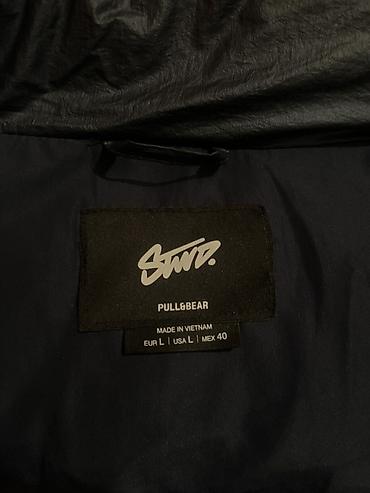 STWD.
PULL&BEAR
MADE IN VIETNAM
EUR L | USA L | MEX 40